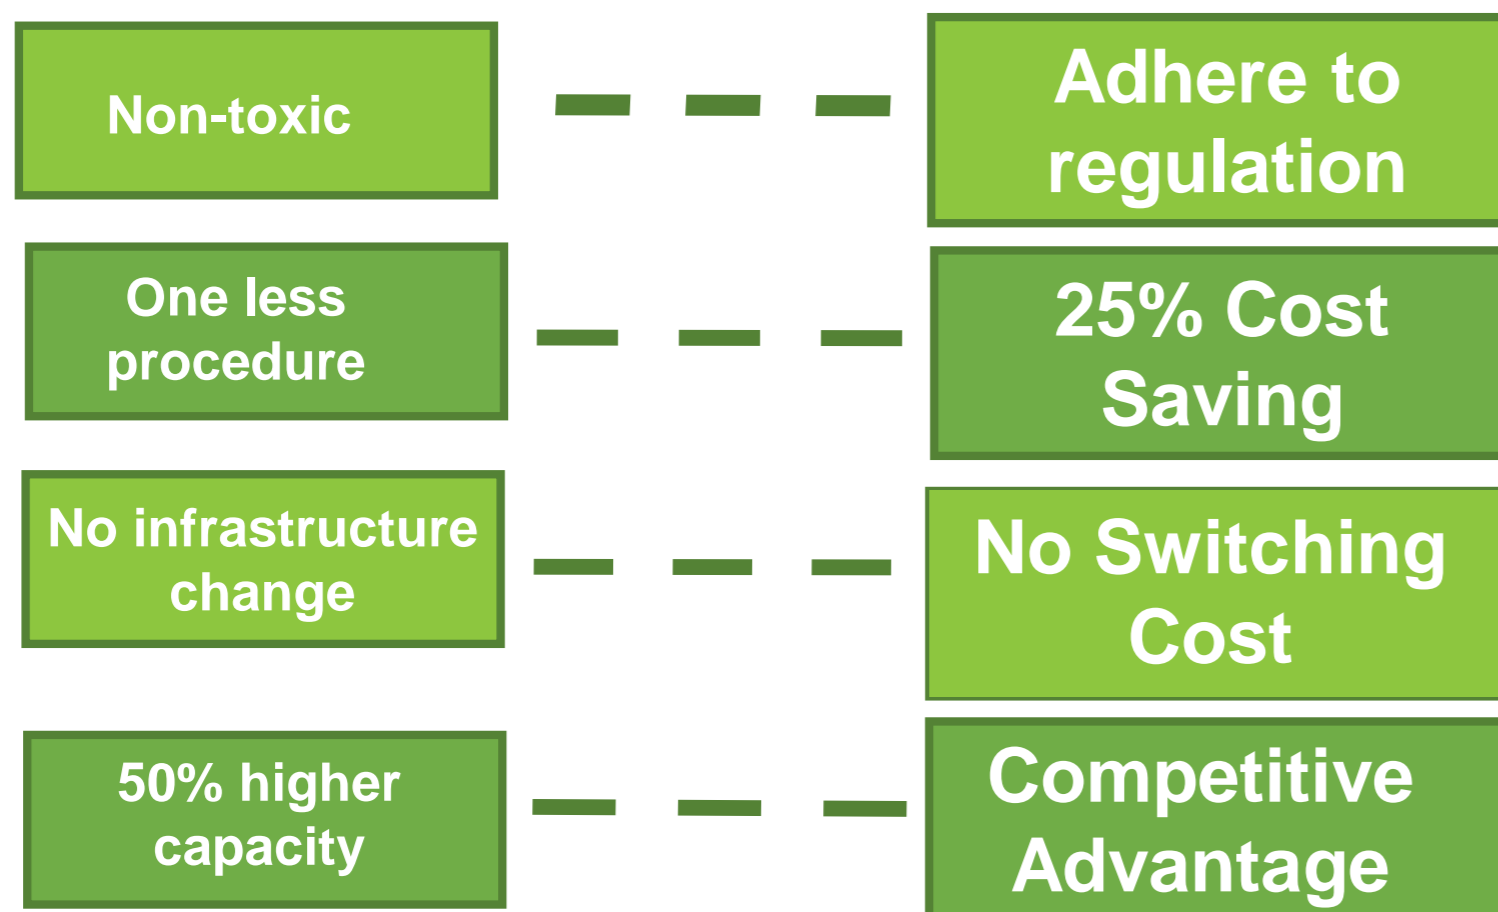 Non-toxic
Adhere to
regulation
One less
procedure
25% Cost
Saving
No infrastructure
change
No Switching
Cost
50% higher
capacity
Competitive
Advantage